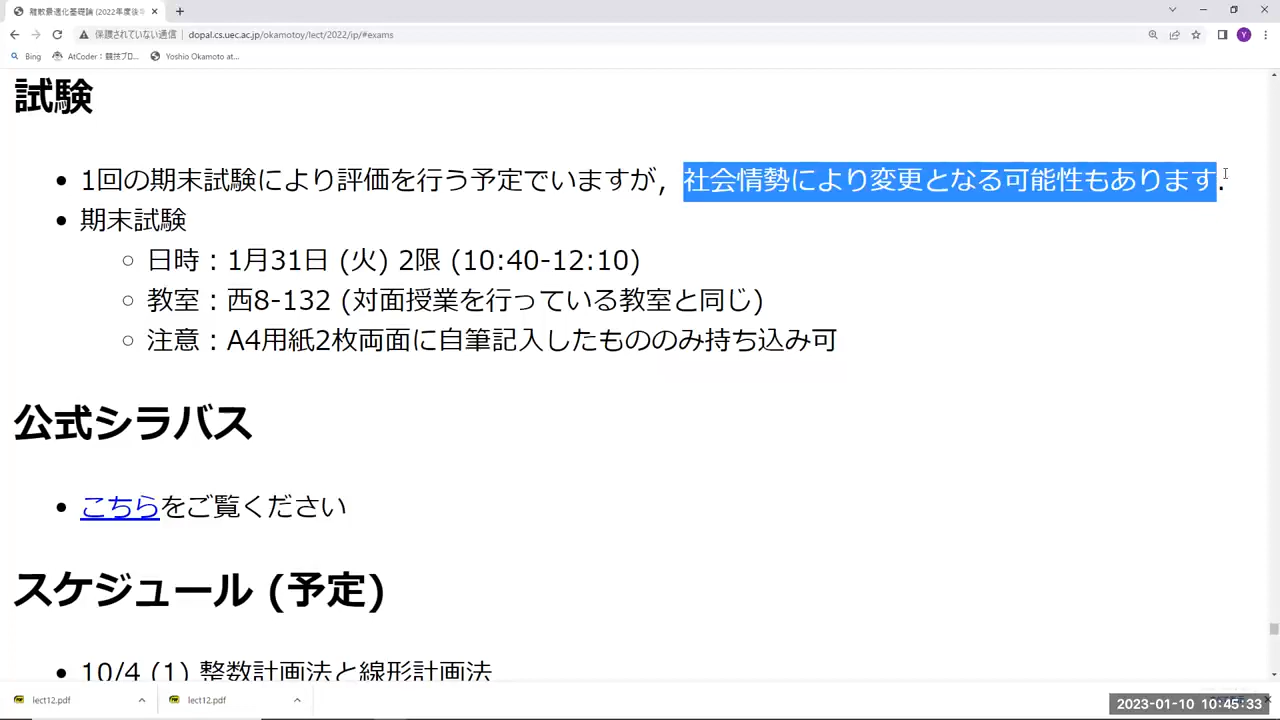 離散最適化基礎論 (2022年度後
保護されていない通信
dopal.cs.uec.ac.jp/okamotoy/lect/2022/ip/#exams
Y
Bing
AtCoder：競技プロ...
Yoshio Okamoto at...
試験
1回の期末試験により評価を行う予定でいますが，社会情勢により変更となる可能性もあります．
期末試験
日時：1月31日 (火) 2限 (10:40-12:10)
教室：西8-132 (対面授業を行っている教室と同じ)
注意：A4用紙2枚両面に自筆記入したもののみ持ち込み可
公式シラバス
こちらをご覧ください
スケジュール (予定)
10/4 (1) 整数計画法と線形計画法
lect12.pdf
lect12.pdf
2023-01-10 10:45:33